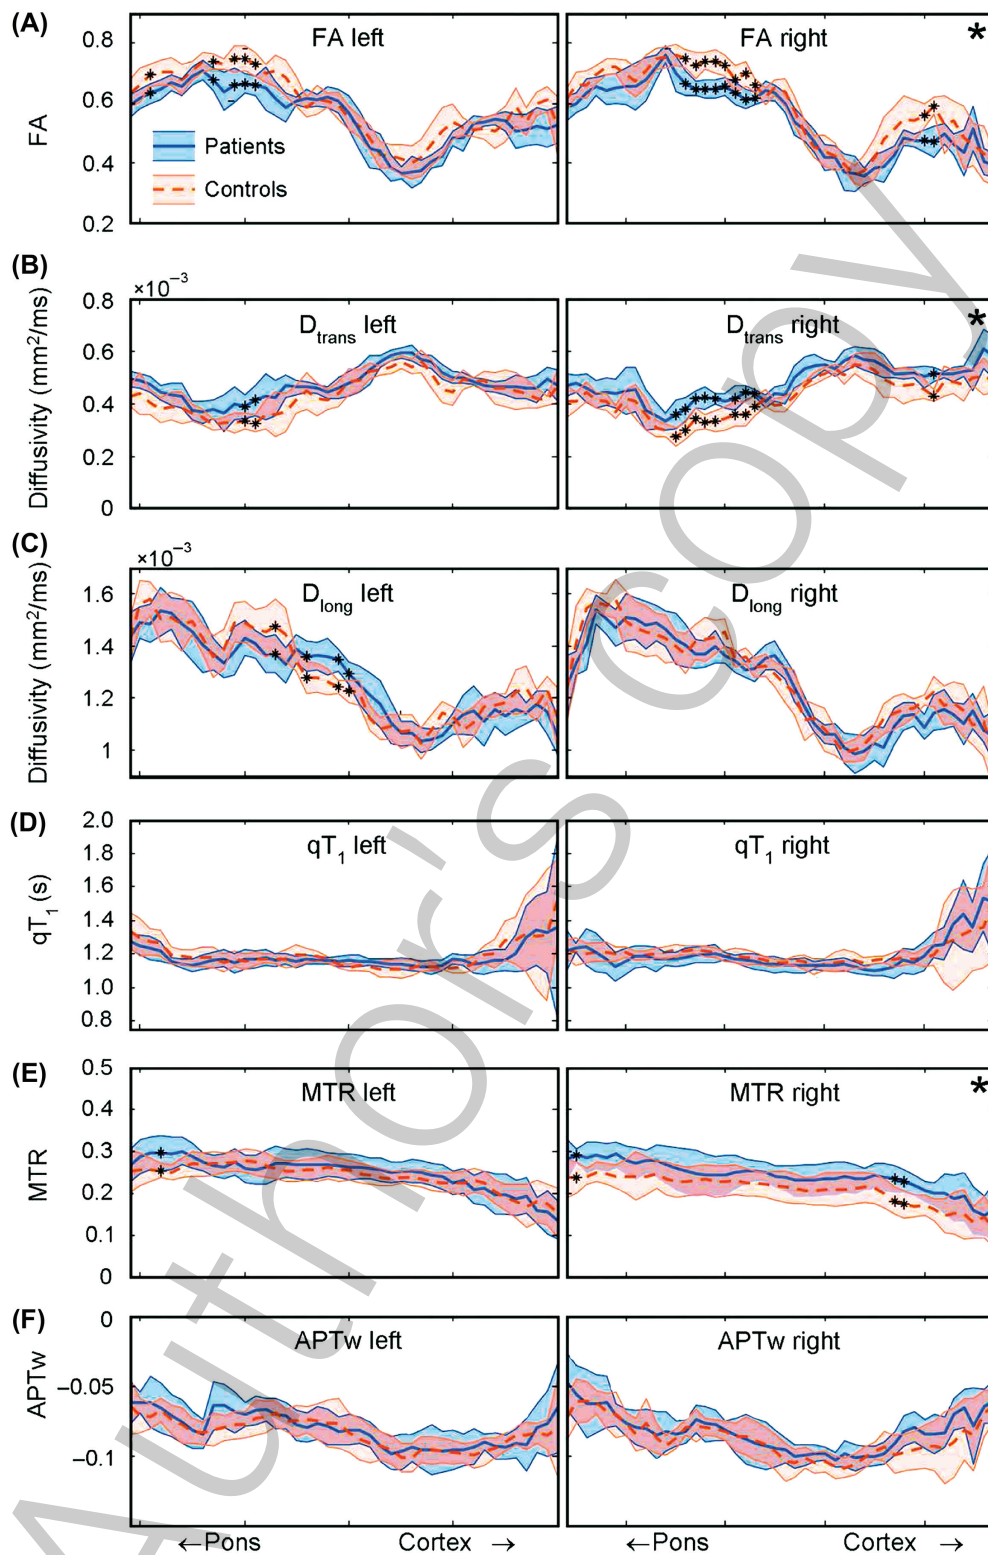 (A)
FA left
FA right
*
0.8
0.6
0.4
0.2
FA
Patients
Controls
(B)
×10⁻³
D_trans left
D_trans right
*
0.8
0.6
0.4
0.2
0
Diffusivity (mm²/ms)
(C)
×10⁻³
D_long left
D_long right
1.6
1.4
1.2
1
Diffusivity (mm²/ms)
(D)
qT₁ left
qT₁ right
2.0
1.8
1.6
1.4
1.2
1.0
0.8
qT₁ (s)
(E)
MTR left
MTR right
*
0.5
0.4
0.3
0.2
0.1
0
MTR
(F)
APTw left
APTw right
0
−0.05
−0.1
APTw
←Pons
Cortex →
←Pons
Cortex →
Author's copy